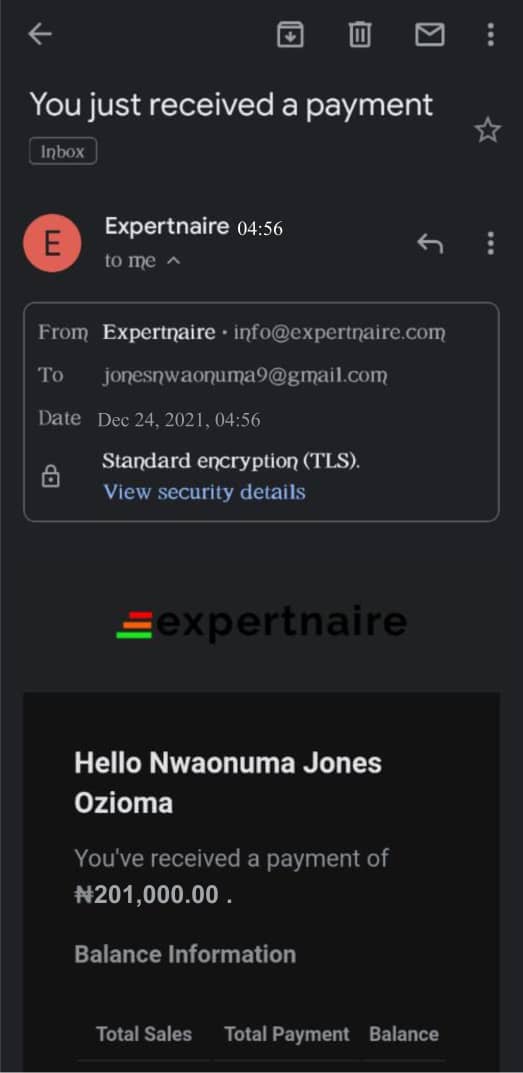 You just received a payment
Inbox
E
Expertnaire 04:56
to me
From Expertnaire • info@expertnaire.com
To jonesnwaonuma9@gmail.com
Date Dec 24, 2021, 04:56
Standard encryption (TLS).
View security details
expertnaire
Hello Nwaonuma Jones
Ozioma
You've received a payment of
₦201,000.00 .
Balance Information
Total Sales Total Payment Balance